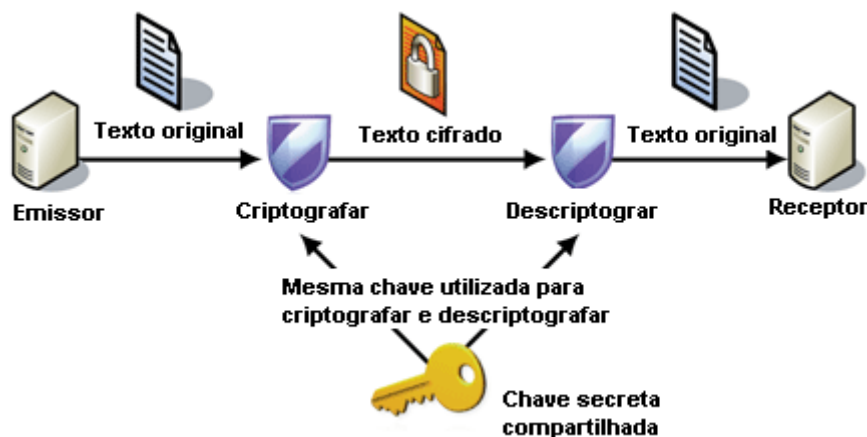 Texto original
Texto cifrado
Texto original
Emissor
Criptografar
Descriptograr
Receptor
Mesma chave utilizada para
criptografar e descriptografar
Chave secreta
compartilhada